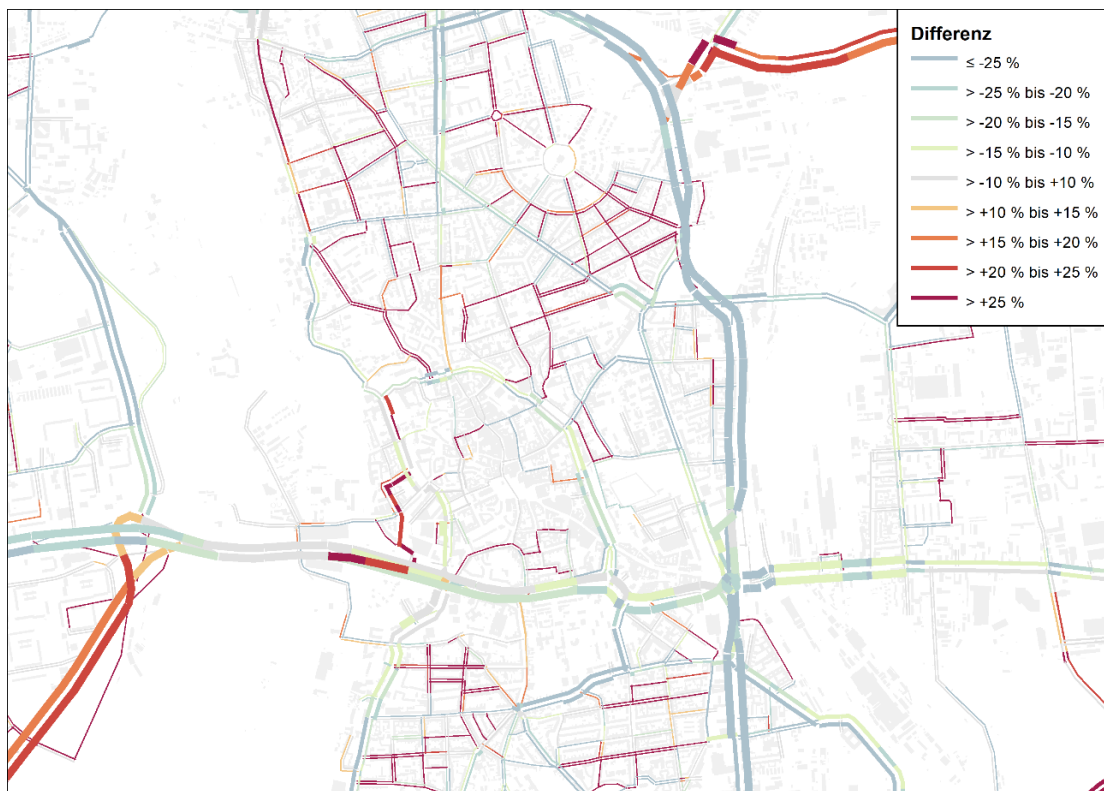 Differenz
≤ -25 %
> -25 % bis -20 %
> -20 % bis -15 %
> -15 % bis -10 %
> -10 % bis +10 %
> +10 % bis +15 %
> +15 % bis +20 %
> +20 % bis +25 %
> +25 %